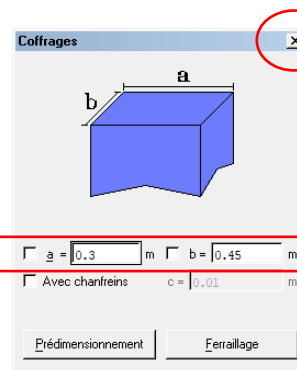 Coffrages
a
b
a = 0.3 m b = 0.45 m
Avec chanfreins c = 0.01 m
Prédimensionnement Ferraillage